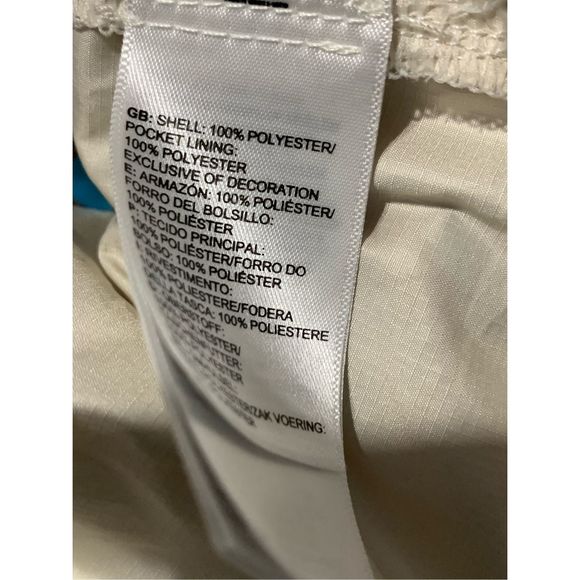 GB: SHELL: 100% POLYESTER/
POCKET LINING:
100% POLYESTER
EXCLUSIVE OF DECORATION
E: ARMAZÓN: 100% POLIÉSTER/
FORRO DEL BOLSILLO:
100% POLIÉSTER
TECIDO PRINCIPAL:
100% POLIÉSTER/FORRO DO
BOLSO: 100% POLIÉSTER
RIVESTIMENTO:
POLIESTERE/FODERA
TASCA: 100% POLIESTERE
VOERING: